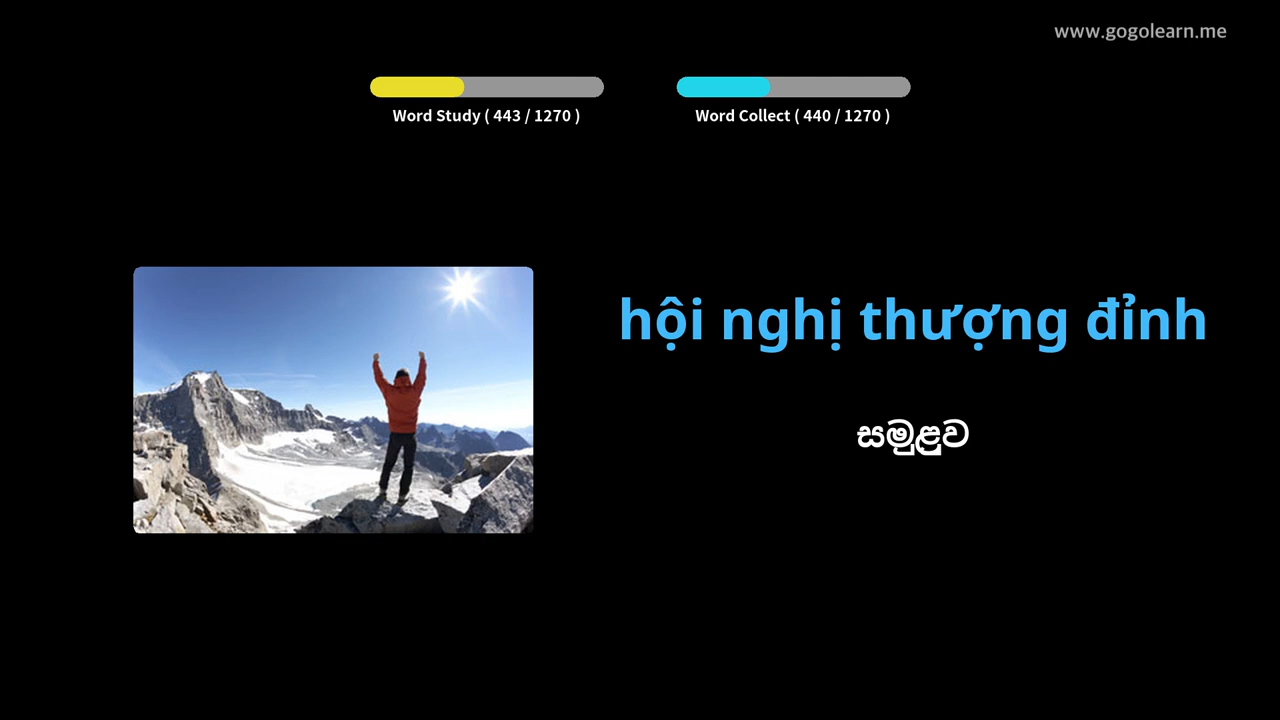 www.gogolearn.me
Word Study ( 443 / 1270 )
Word Collect ( 440 / 1270 )
hội nghị thượng đỉnh
සමුළුව